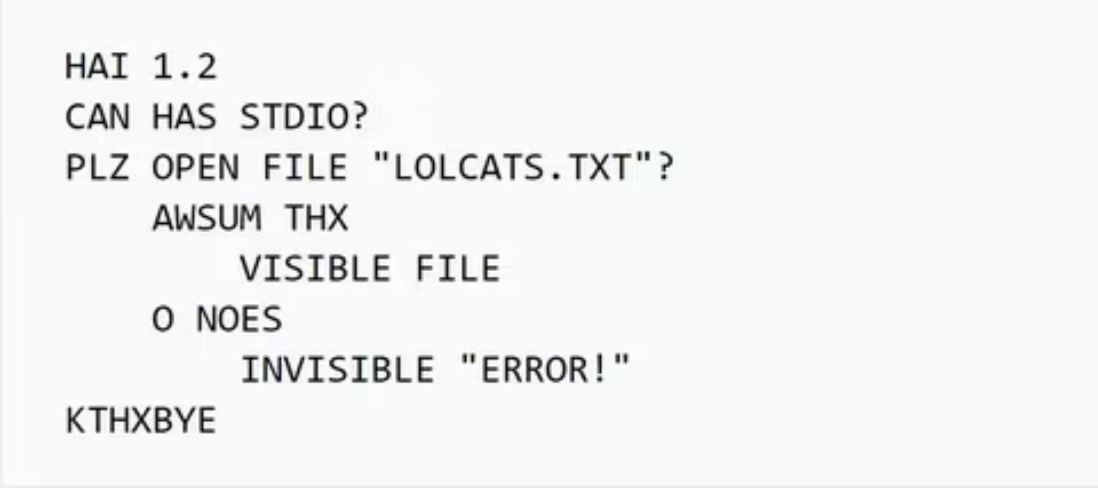 HAI 1.2
CAN HAS STDIO?
PLZ OPEN FILE "LOLCATS.TXT"?
AWSUM THX
VISIBLE FILE
O NOES
INVISIBLE "ERROR!"
KTHXBYE